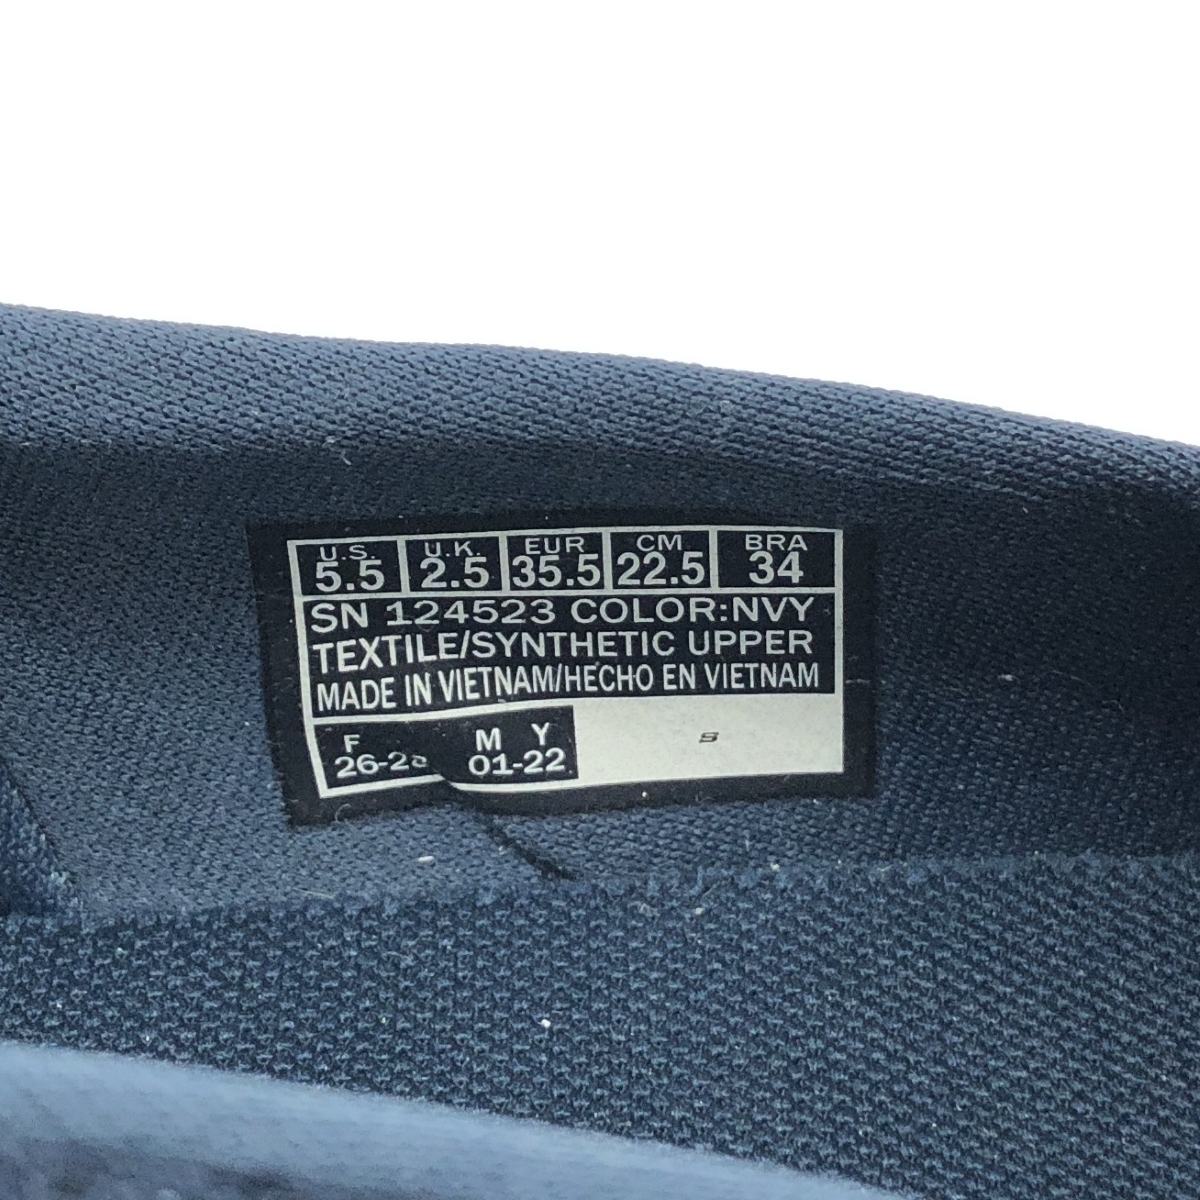 U.S. U.K. EUR CM BRA
5.5 2.5 35.5 22.5 34
SN 124523 COLOR:NVY
TEXTILE/SYNTHETIC UPPER
MADE IN VIETNAM/HECHO EN VIETNAM
F M Y
01-22
S